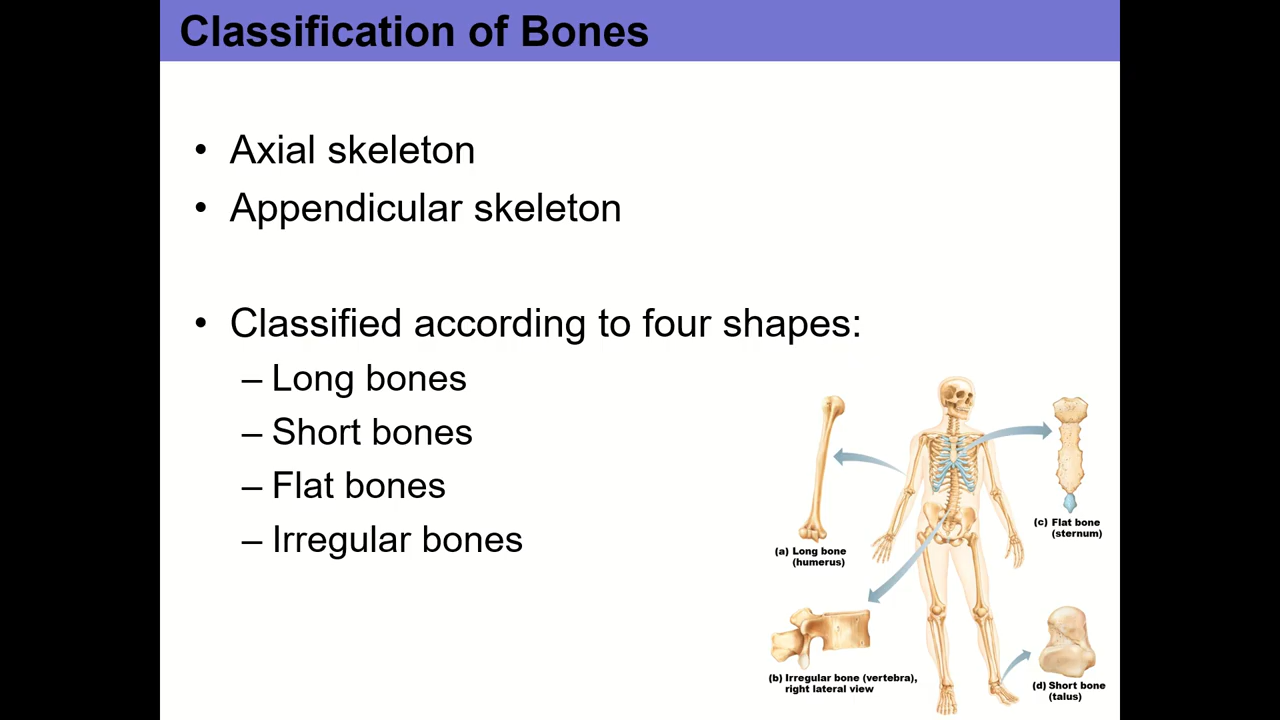 Classification of Bones
• Axial skeleton
• Appendicular skeleton
• Classified according to four shapes:
– Long bones
– Short bones
– Flat bones
– Irregular bones
(a) Long bone
(humerus)
(c) Flat bone
(sternum)
(b) Irregular bone (vertebra),
right lateral view
(d) Short bone
(talus)